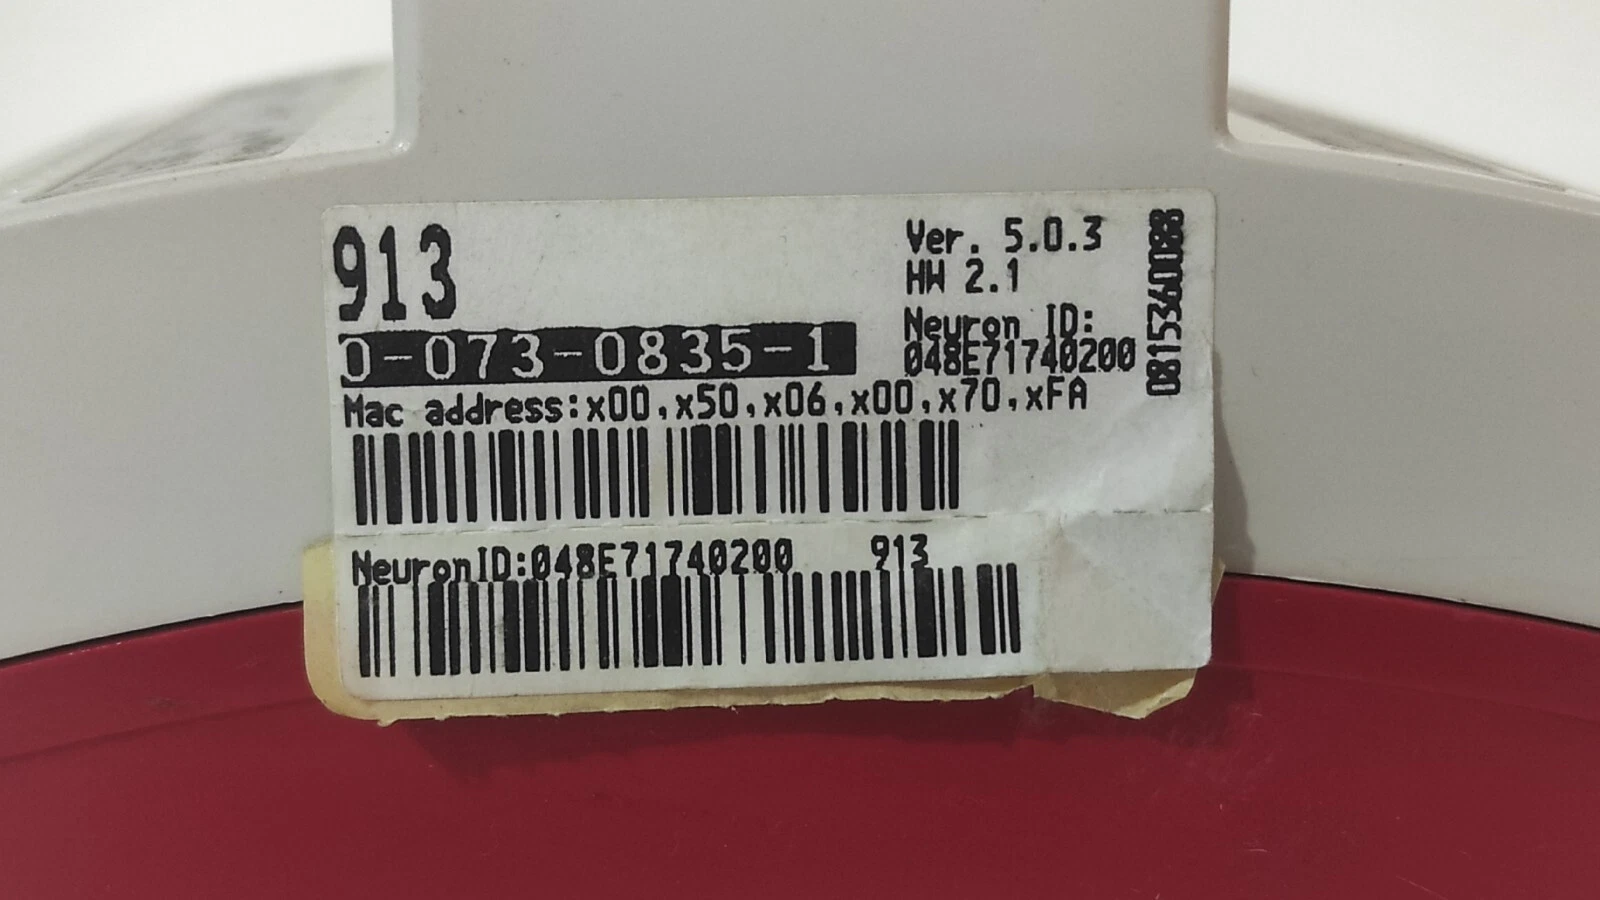 913
0-073-0835-1
Mac address:x00,x50,x06,x00,x70,xFA
Ver. 5.0.3
HW 2.1
Neuron ID:
048E71740200
0815360088
NeuronID:048E71740200 913